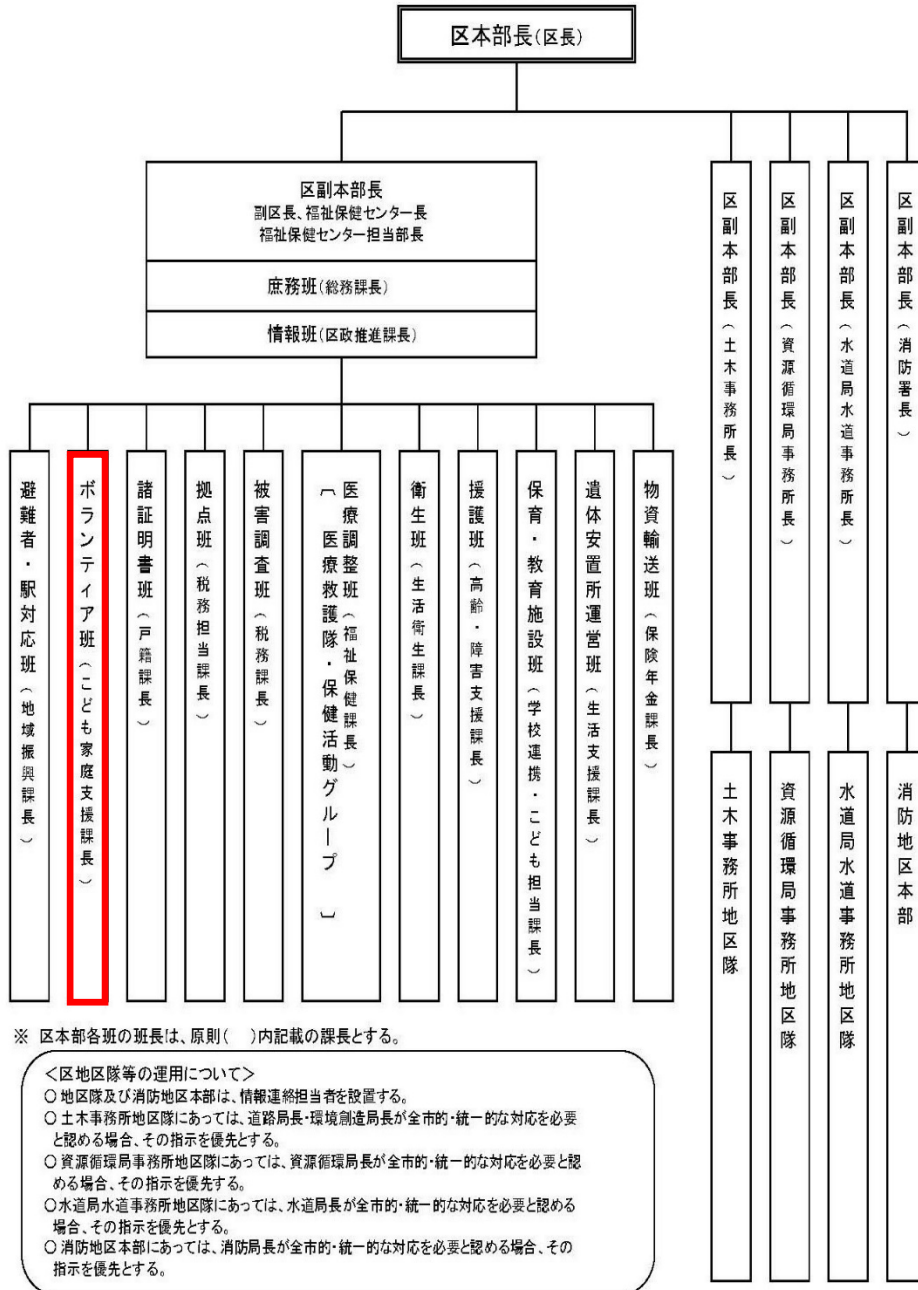 区本部長(区長)
区副本部長
副区長、福祉保健センター長
福祉保健センター担当部長
庶務班(総務課長)
情報班(区政推進課長)
区副本部長(土木事務所長)
区副本部長(資源循環局事務所長)
区副本部長(水道局水道事務所長)
区副本部長(消防署長)
避難者・駅対応班(地域振興課長)
ボランティア班(こども家庭支援課長)
諸証明書班(戸籍課長)
拠点班(税務担当課長)
被害調査班(税務課長)
医療調整班(福祉保健課長)
〔医療救護隊・保健活動グループ〕
衛生班(生活衛生課長)
援護班(高齢・障害支援課長)
保育・教育施設班(学校連携・こども担当課長)
遺体安置所運営班(生活支援課長)
物資輸送班(保険年金課長)
土木事務所地区隊
資源循環局事務所地区隊
水道局水道事務所地区隊
消防地区本部
※ 区本部各班の班長は、原則( )内記載の課長とする。
<区地区隊等の運用について>
○ 地区隊及び消防地区本部は、情報連絡担当者を設置する。
○ 土木事務所地区隊にあっては、道路局長・環境創造局長が全市的・統一的な対応を必要
と認める場合、その指示を優先とする。
○ 資源循環局事務所地区隊にあっては、資源循環局長が全市的・統一的な対応を必要と認
める場合、その指示を優先する。
○水道局水道事務所地区隊にあっては、水道局長が全市的・統一的な対応を必要と認める
場合、その指示を優先とする。
○ 消防地区本部にあっては、消防局長が全市的・統一的な対応を必要と認める場合、その
指示を優先とする。